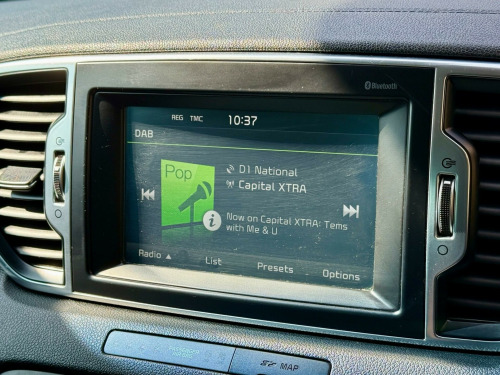 Bluetooth
REG TMC 10:37
DAB
Pop
D1 National
Capital XTRA
Now on Capital XTRA: Tems
with Me & U
Radio ▲ List Presets Options
SD MAP